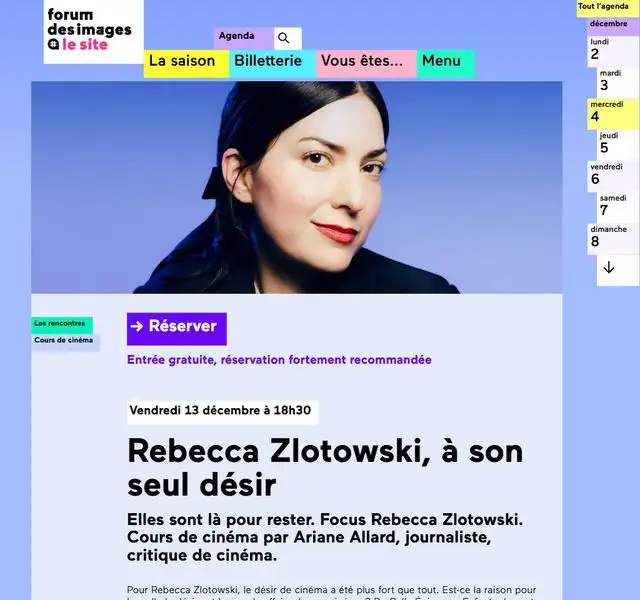 forum
des images
le site
Agenda
La saison
Billetterie
Vous êtes...
Menu
Tout l'agenda
décembre
lundi
2
mardi
3
mercredi
4
jeudi
5
vendredi
6
samedi
7
dimanche
8
Les rencontres
Cours de cinéma
→ Réserver
Entrée gratuite, réservation fortement recommandée
Vendredi 13 décembre à 18h30
Rebecca Zlotowski, à son
seul désir
Elles sont là pour rester. Focus Rebecca Zlotowski.
Cours de cinéma par Ariane Allard, journaliste,
critique de cinéma.
Pour Rebecca Zlotowski, le désir de cinéma a été plus fort que tout. Est-ce la raison pour